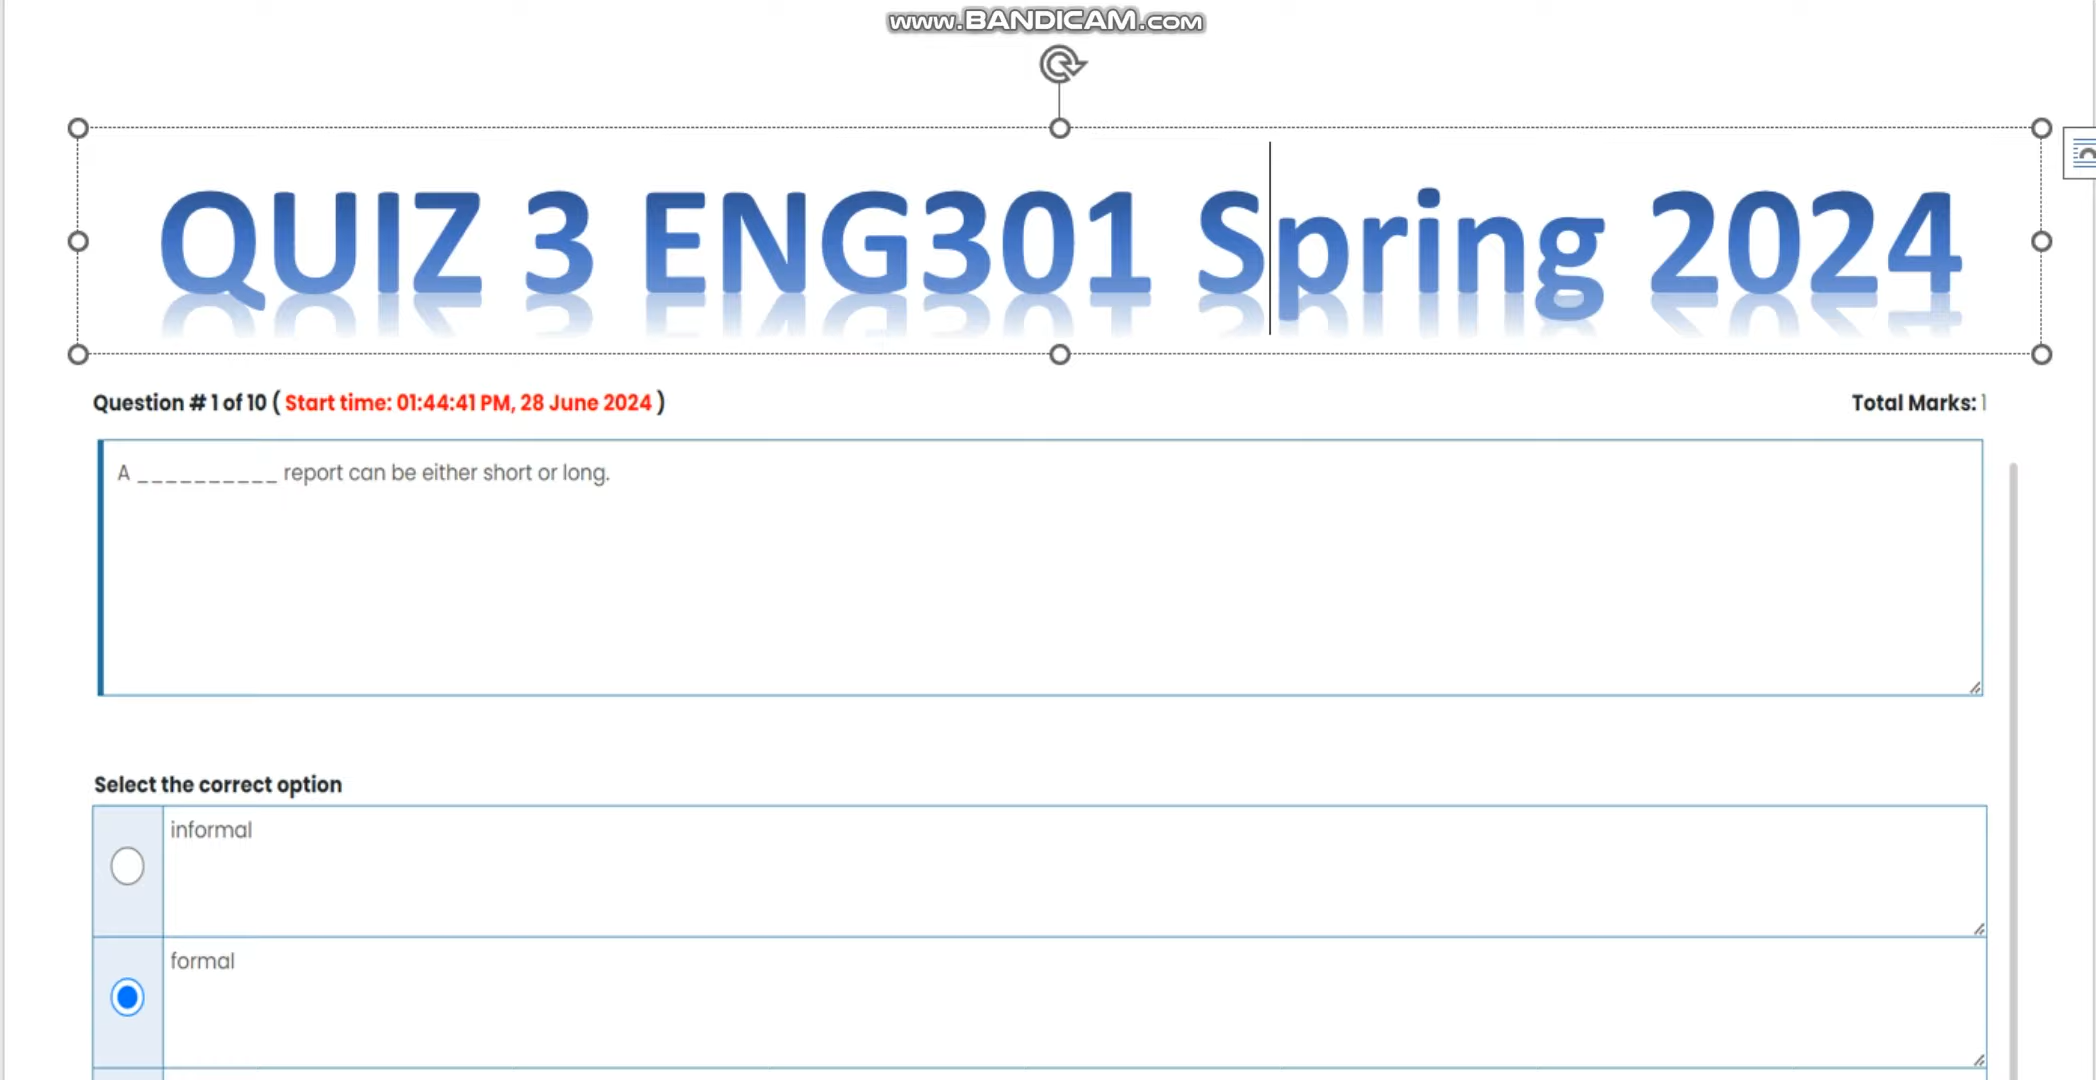 www.BANDICAM.com
QUIZ 3 ENG301 Spring 2024
Question # 1 of 10 ( Start time: 01:44:41 PM, 28 June 2024 )
Total Marks: 1
A __________ report can be either short or long.
Select the correct option
informal
formal